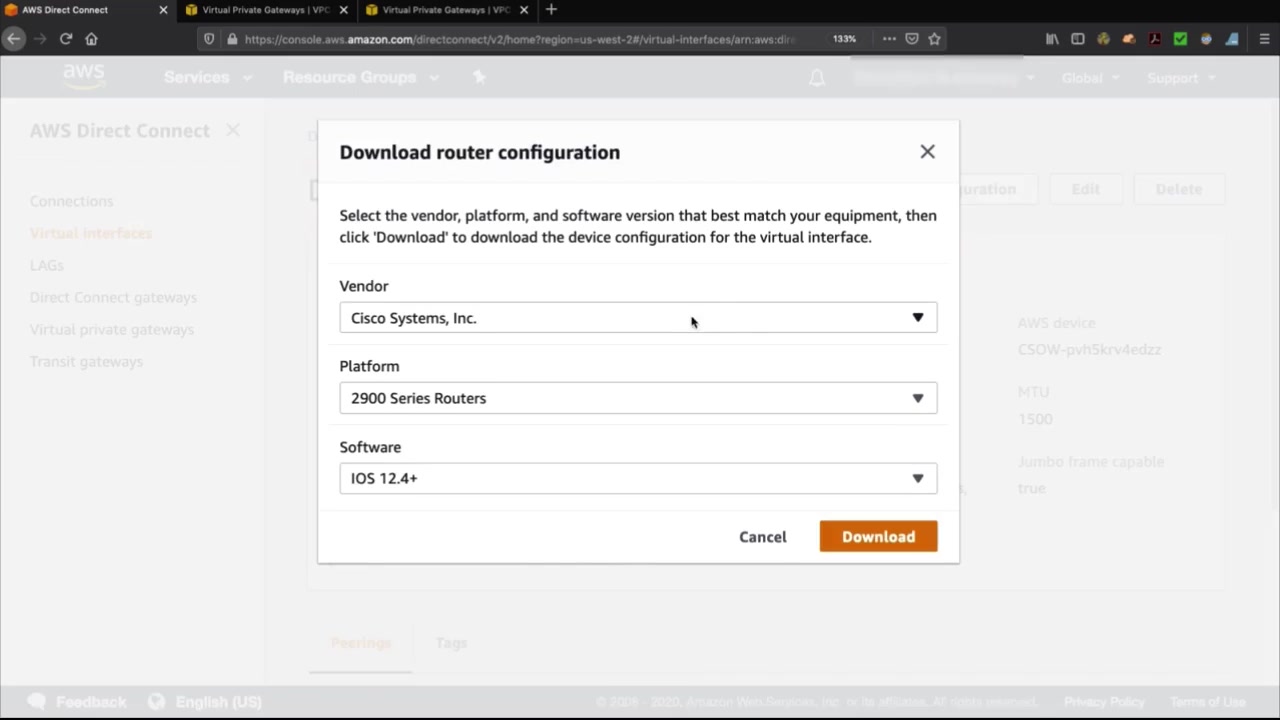 AWS Direct Connect
Virtual Private Gateways | VPC
Virtual Private Gateways | VPC
https://console.aws.amazon.com/directconnect/v2/home?region=us-west-2#/virtual-interfaces/arn:aws:dire
133%
aws
Services
Resource Groups
Global
Support
AWS Direct Connect
Connections
Virtual interfaces
LAGs
Direct Connect gateways
Virtual private gateways
Transit gateways
Download router configuration
Select the vendor, platform, and software version that best match your equipment, then
click 'Download' to download the device configuration for the virtual interface.
Vendor
Cisco Systems, Inc.
Platform
2900 Series Routers
Software
IOS 12.4+
Cancel
Download
Edit
Delete
AWS device
CSOW-pvh5krv4edzz
MTU
1500
Jumbo frame capable
true
Peerings
Tags
Feedback
English (US)
© 2008 - 2020, Amazon Web Services, Inc. or its affiliates. All rights reserved.
Privacy Policy
Terms of Use